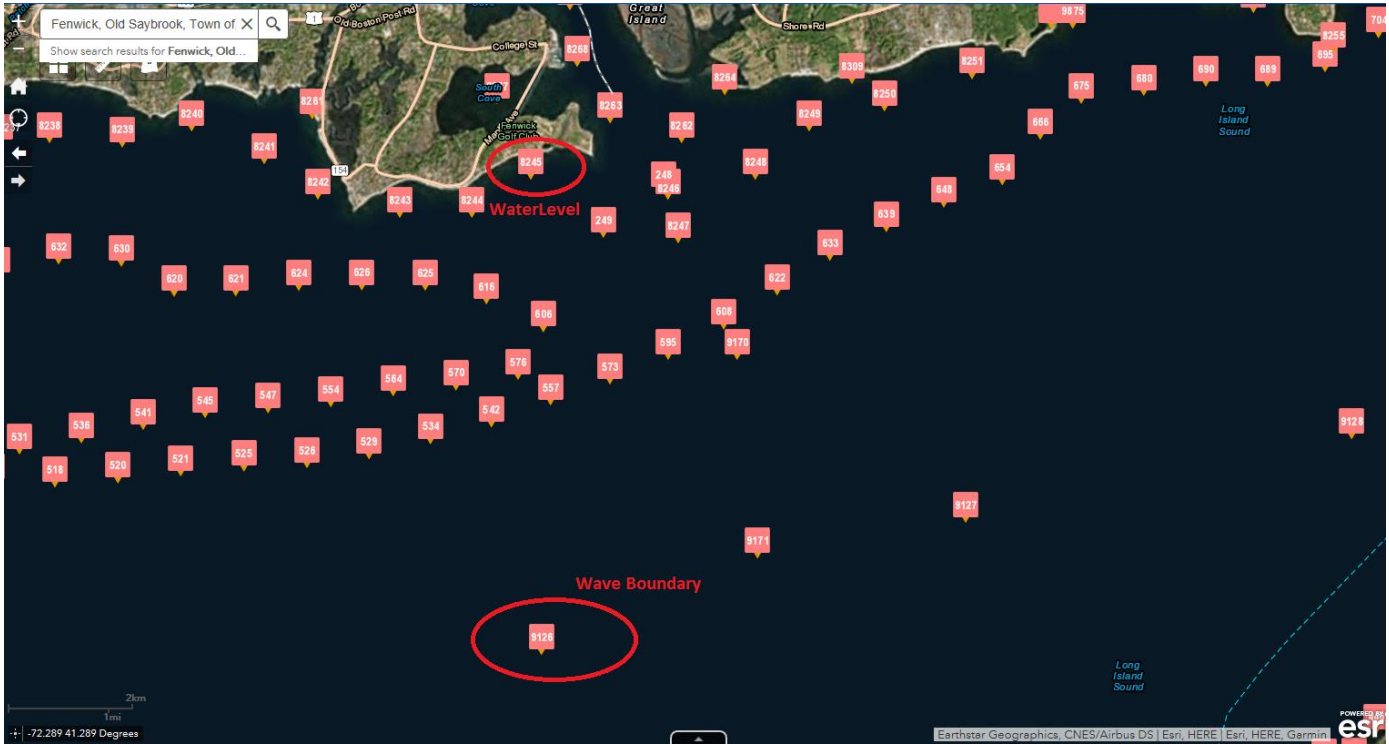 Fenwick, Old Saybrook, Town of
Show search results for Fenwick, Old...
1
Old Boston Post Rd
Great
Island
Shore Rd
9875
704
8255
695
College St
8268
8264
8309
8251
690
689
680
675
8250
8261
South
Cove
8263
Long
Island
Sound
8240
8249
666
8238
8239
8262
Fenwick
Golf Club
8241
8245
8248
654
154
248
8246
8242
648
8243
8244
WaterLevel
249
8247
639
632
630
633
620
621
624
626
625
622
616
606
608
595
9170
576
573
564
570
557
554
547
545
542
541
536
534
531
529
526
525
521
520
518
9128
9127
9171
Wave Boundary
9126
Long
Island
Sound
2km
1mi
-72.289 41.289 Degrees
Earthstar Geographics, CNES/Airbus DS | Esri, HERE | Esri, HERE, Garmin
POWERED BY
esri